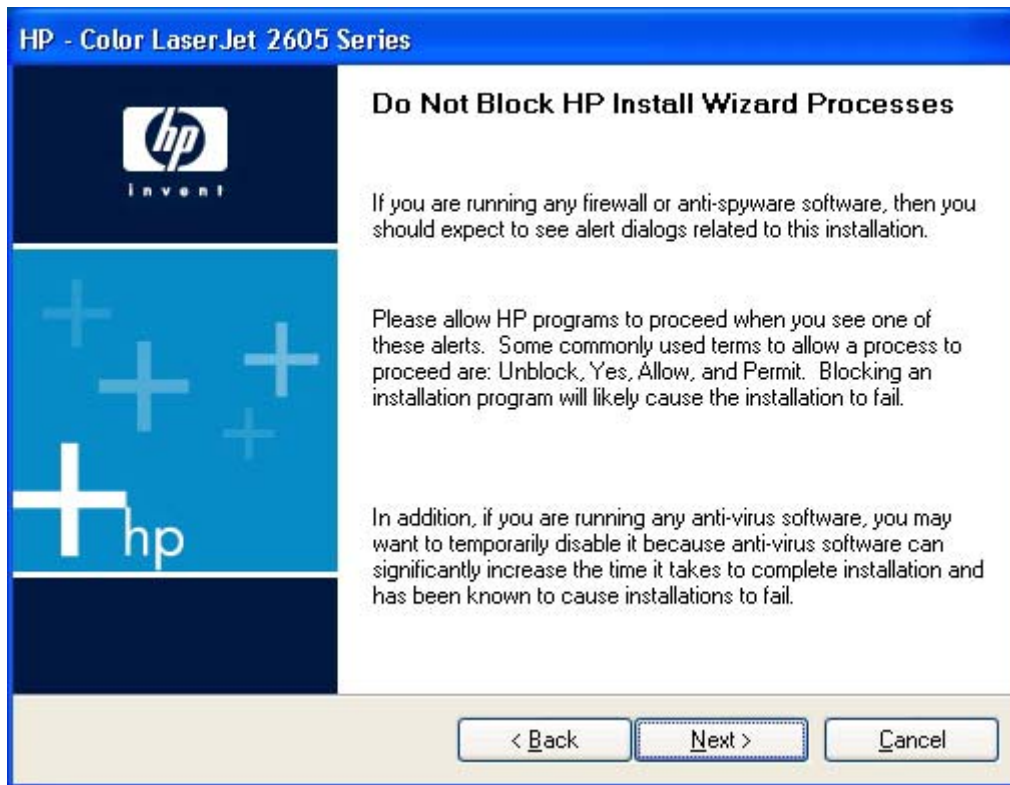 HP - Color LaserJet 2605 Series
hp
invent
hp
Do Not Block HP Install Wizard Processes
If you are running any firewall or anti-spyware software, then you
should expect to see alert dialogs related to this installation.
Please allow HP programs to proceed when you see one of
these alerts.  Some commonly used terms to allow a process to
proceed are: Unblock, Yes, Allow, and Permit.  Blocking an
installation program will likely cause the installation to fail.
In addition, if you are running any anti-virus software, you may
want to temporarily disable it because anti-virus software can
significantly increase the time it takes to complete installation and
has been known to cause installations to fail.
< Back
Next >
Cancel